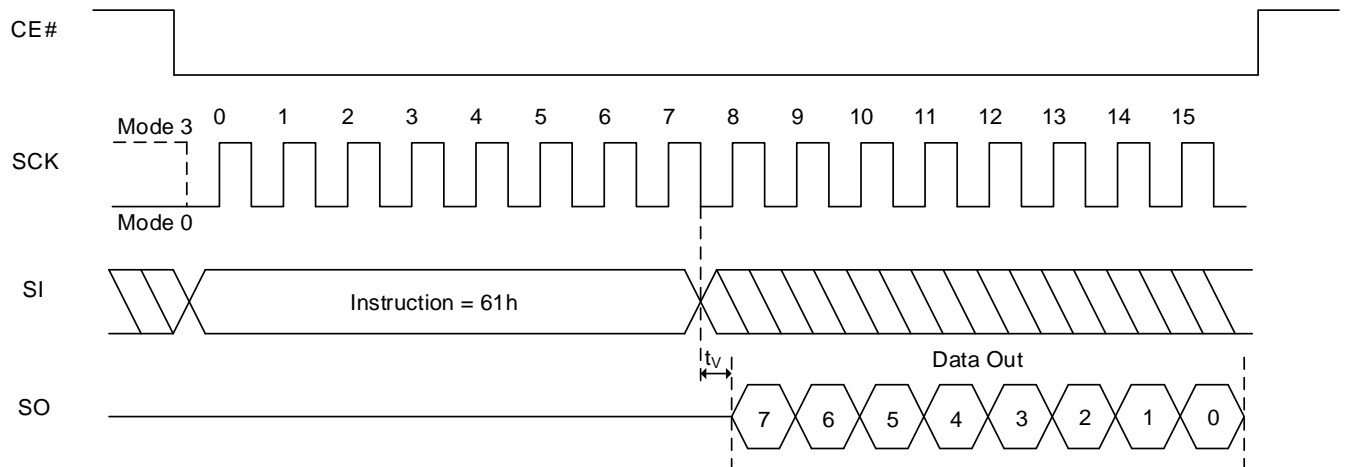 CE#
0 1 2 3 4 5 6 7 8 9 10 11 12 13 14 15
Mode 3
SCK
Mode 0
SI
Instruction = 61h
tV
Data Out
SO
7 6 5 4 3 2 1 0